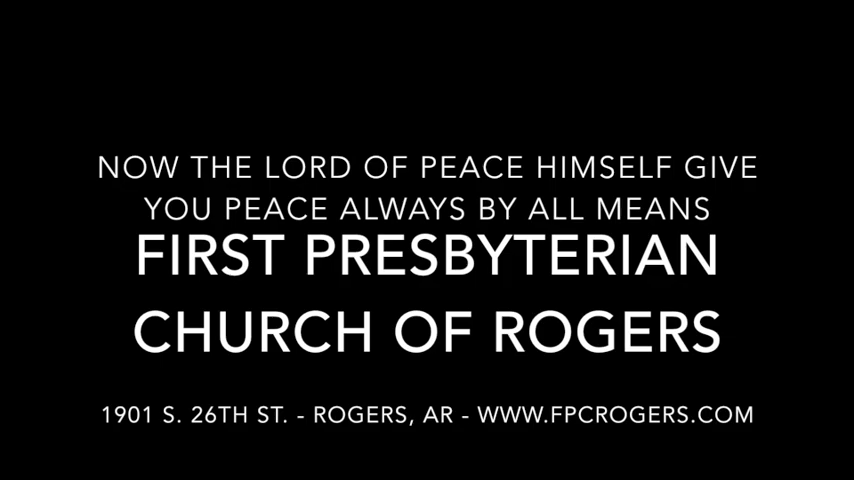 NOW THE LORD OF PEACE HIMSELF GIVE
YOU PEACE ALWAYS BY ALL MEANS
FIRST PRESBYTERIAN
CHURCH OF ROGERS
1901 S. 26TH ST. - ROGERS, AR - WWW.FPCROGERS.COM